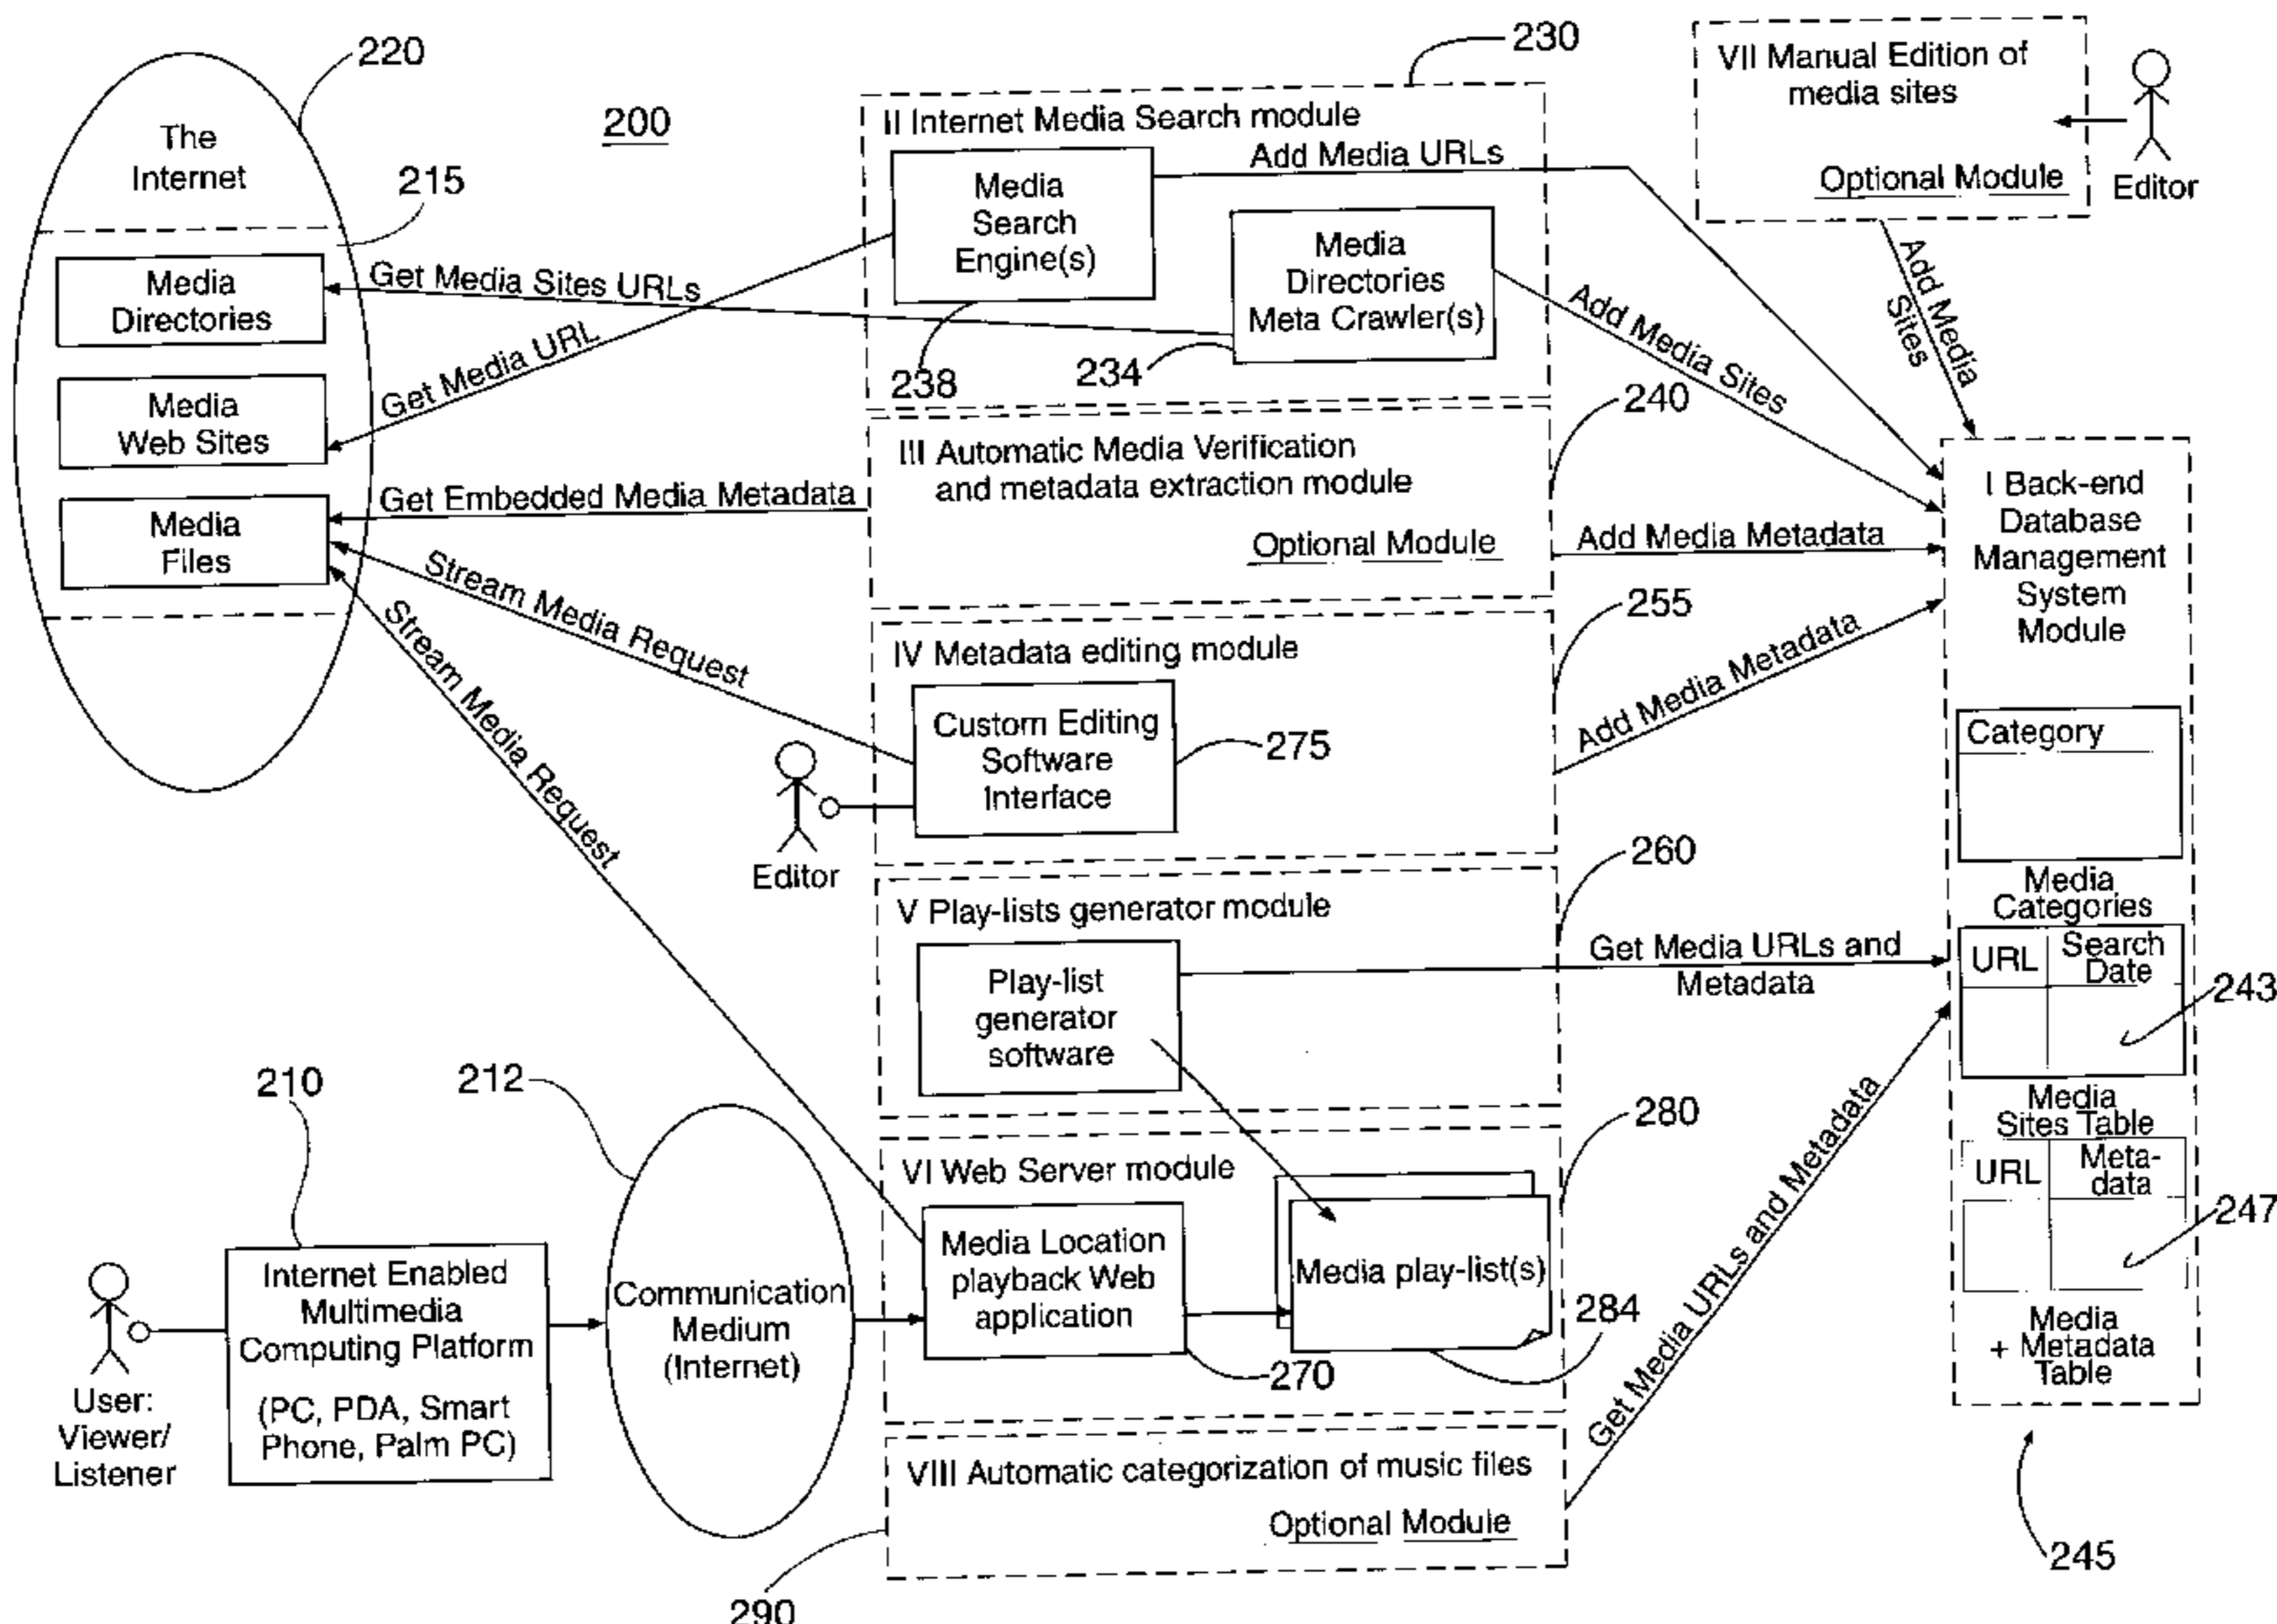 220
The
Internet
215
Media
Directories
Media
Web Sites
Media
Files
200
Get Media Sites URLs
Get Media URL
Get Embedded Media Metadata
Stream Media Request
Stream Media Request
230
II Internet Media Search module
Media
Search
Engine(s)
238
Add Media URLs
Media
Directories
Meta Crawler(s)
234
Add Media Sites
VII Manual Edition of
media sites
Optional Module
Editor
Add Media
Sites
240
III Automatic Media Verification
and metadata extraction module
Optional Module
Add Media Metadata
255
IV Metadata editing module
Custom Editing
Software
Interface
275
Editor
Add Media Metadata
260
V Play-lists generator module
Play-list
generator
software
Get Media URLs and
Metadata
280
VI Web Server module
Media Location
playback Web
application
270
Media play-list(s)
284
Get Media URLs and Metadata
VIII Automatic categorization of music files
Optional Module
290
210
212
Internet Enabled
Multimedia
Computing Platform
(PC, PDA, Smart
Phone, Palm PC)
User:
Viewer/
Listener
Communication
Medium
(Internet)
I Back-end
Database
Management
System
Module
Category
Media
Categories
URL
Search
Date
243
Media
Sites Table
URL
Meta-
data
247
Media
+ Metadata
Table
245